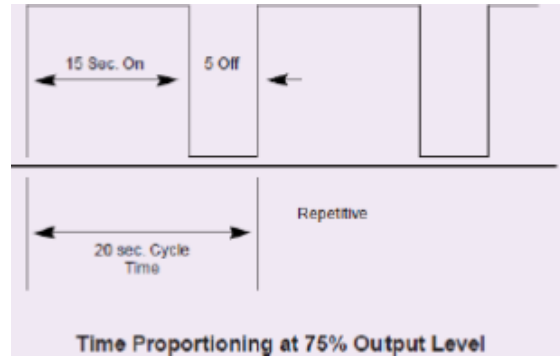 15 Sec. On
5 Off
Repetitive
20 sec. Cycle
Time
Time Proportioning at 75% Output Level